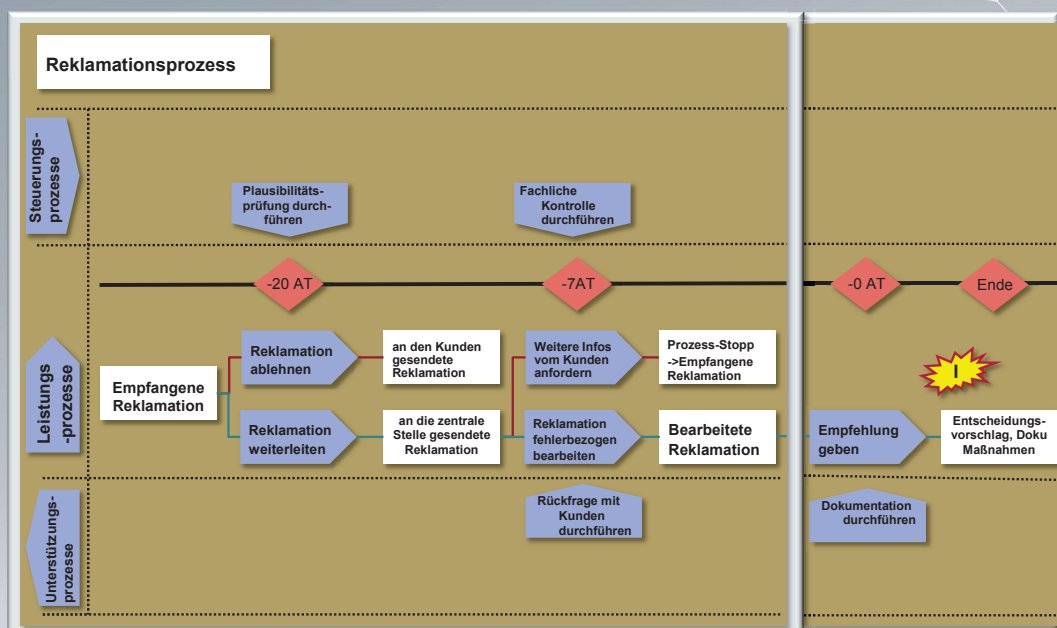 Reklamationsprozess
Steuerungs-
prozesse
Plausibilitäts-
prüfung durch-
führen
Fachliche
Kontrolle
durchführen
-20 AT
-7AT
-0 AT
Ende
Leistungs
-prozesse
Empfangene
Reklamation
Reklamation
ablehnen
an den Kunden
gesendete
Reklamation
Weitere Infos
vom Kunden
anfordern
Prozess-Stopp
->Empfangene
Reklamation
I
Reklamation
weiterleiten
an die zentrale
Stelle gesendete
Reklamation
Reklamation
fehlerbezogen
bearbeiten
Bearbeitete
Reklamation
Empfehlung
geben
Entscheidungs-
vorschlag, Doku
Maßnahmen
Unterstützungs-
prozesse
Rückfrage mit
Kunden
durchführen
Dokumentation
durchführen